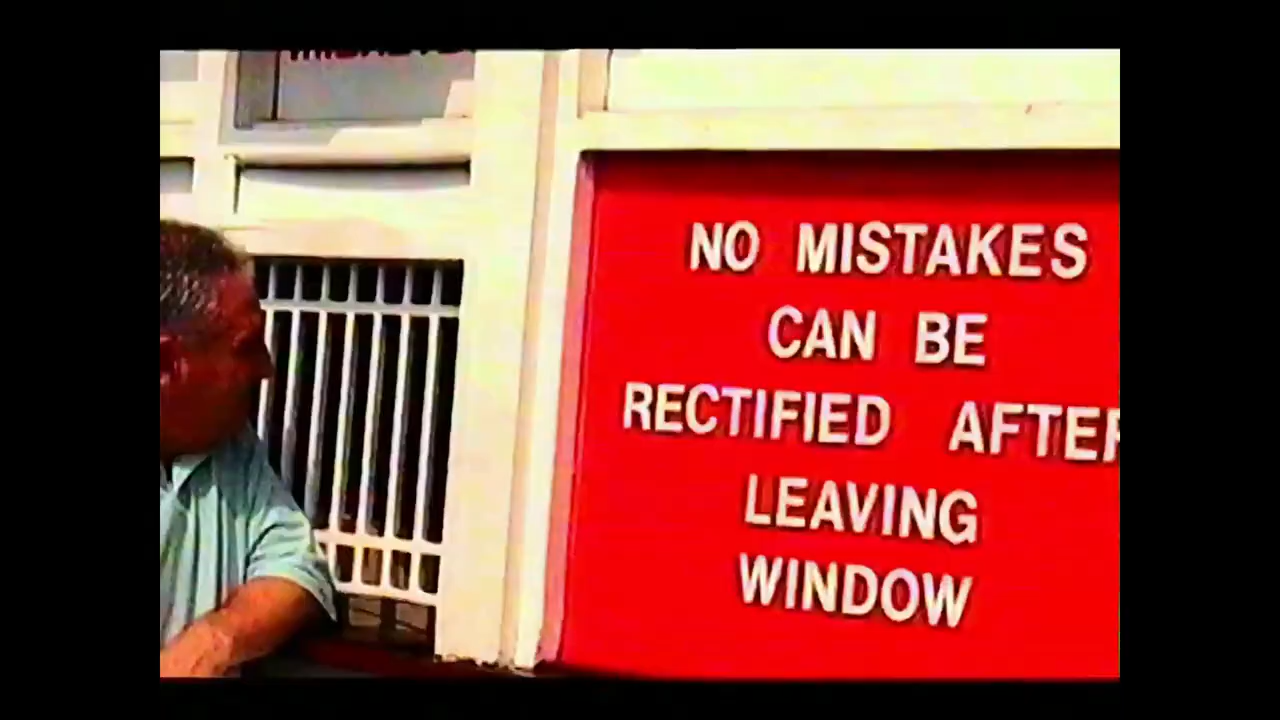 NO MISTAKES
CAN BE
RECTIFIED AFTER
LEAVING
WINDOW